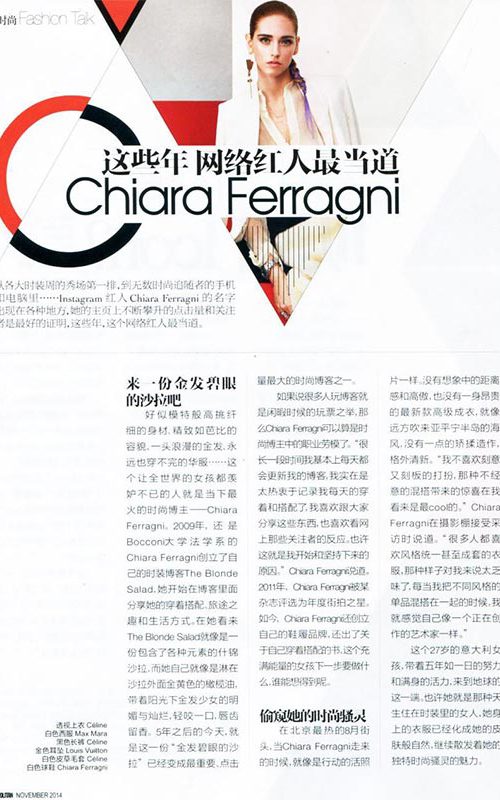 时尚 Fashion Talk
这些年 网络红人最当道
Chiara Ferragni
从各大时装周的秀场第一排,到无数时尚追随者的手机
和电脑里……Instagram 红人 Chiara Ferragni 的名字
出现在各种地方,她的主页上不断攀升的点击量和关注
者是最好的证明,这些年,这个网络红人最当道。
来一份金发碧眼
的沙拉吧
好似模特般高挑纤
细的身材,精致如芭比的
容貌,一头浪漫的金发,永
远也穿不完的华服……这
个让全世界的女孩都羡
妒不已的人就是当下最
火的时尚博主——Chiara
Ferragni。2009年,还是
Bocconi大学法学系的
Chiara Ferragni创立了自
己的时装博客The Blonde
Salad,她开始在博客里面
分享她的穿着搭配、旅途之
趣和生活方式。在她看来
The Blonde Salad就像是一
份包含了各种元素的什锦
沙拉,而她自己就像是淋在
沙拉外面金黄色的橄榄油,
带着阳光下金发少女的明
媚与灿烂,轻咬一口,唇齿
留香。5年之后的今天,就
是这一份“金发碧眼的沙
拉”已经变成最重要、点击
量最大的时尚博客之一。
如果说很多人玩博客就
是闲暇时候的玩票之举,那
么Chiara Ferragni可以算是时
尚博主中的职业劳模了。“很
长一段时间我基本上每天都
会更新我的博客,我实在是
太热衷于记录我每天的穿
着和搭配了,我喜欢跟大家
分享这些东西,也喜欢看网
上那些关注者的反应,也许
这就是我开始和坚持下来的
原因。”Chiara Ferragni说道。
2011年,Chiara Ferragni被某
杂志评选为年度街拍之星。
如今,Chiara Ferragni还创立
自己的鞋履品牌,还出了关
于自己穿着搭配的书,这个充
满能量的女孩下一步要做什
么,谁能想得到呢。
偷窥她的时尚骚灵
在北京最热的8月街
头,当Chiara Ferragni走来
的时候,就像是行动的活照
片一样。没有想象中的距离
感和高傲,也没有一身昂贵
的最新款高级成衣,就像
远方吹来亚平宁半岛的海
风,没有一点的矫揉造作,
格外清新。“我不喜欢刻意
又刻板的打扮,那种不经
意的混搭带来的惊喜在我
看来是最cool的。”Chiara
Ferragni在摄影棚接受采
访时说道。“很多人都喜
欢风格统一甚至成套的衣
服,那种样子对我来说太乏
味了,每当我把不同风格的
单品混搭在一起的时候,我
就感觉自己像一个正在创
作的艺术家一样。”
这个27岁的意大利女
孩,带着五年如一日的努力
和满身的活力,来到地球的
这一端,也许她就是那种天
生住在时装里的女人,她身
上的衣服已经化成她的皮
肤般自然,继续散发着她的
独特时尚骚灵的魅力。
透视上衣 Céline
白色西服 Max Mara
黑色长裤 Céline
金色耳坠 Louis Vuitton
白色皮草毛套 Céline
白色球鞋 Chiara Ferragni
NOVEMBER 2014